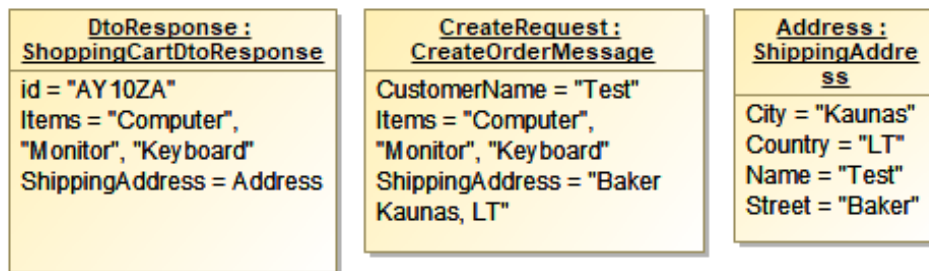 DtoResponse :
ShoppingCartDtoResponse
id = "AY10ZA"
Items = "Computer",
"Monitor", "Keyboard"
ShippingAddress = Address
CreateRequest :
CreateOrderMessage
CustomerName = "Test"
Items = "Computer",
"Monitor", "Keyboard"
ShippingAddress = "Baker
Kaunas, LT"
Address :
ShippingAddre
ss
City = "Kaunas"
Country = "LT"
Name = "Test"
Street = "Baker"